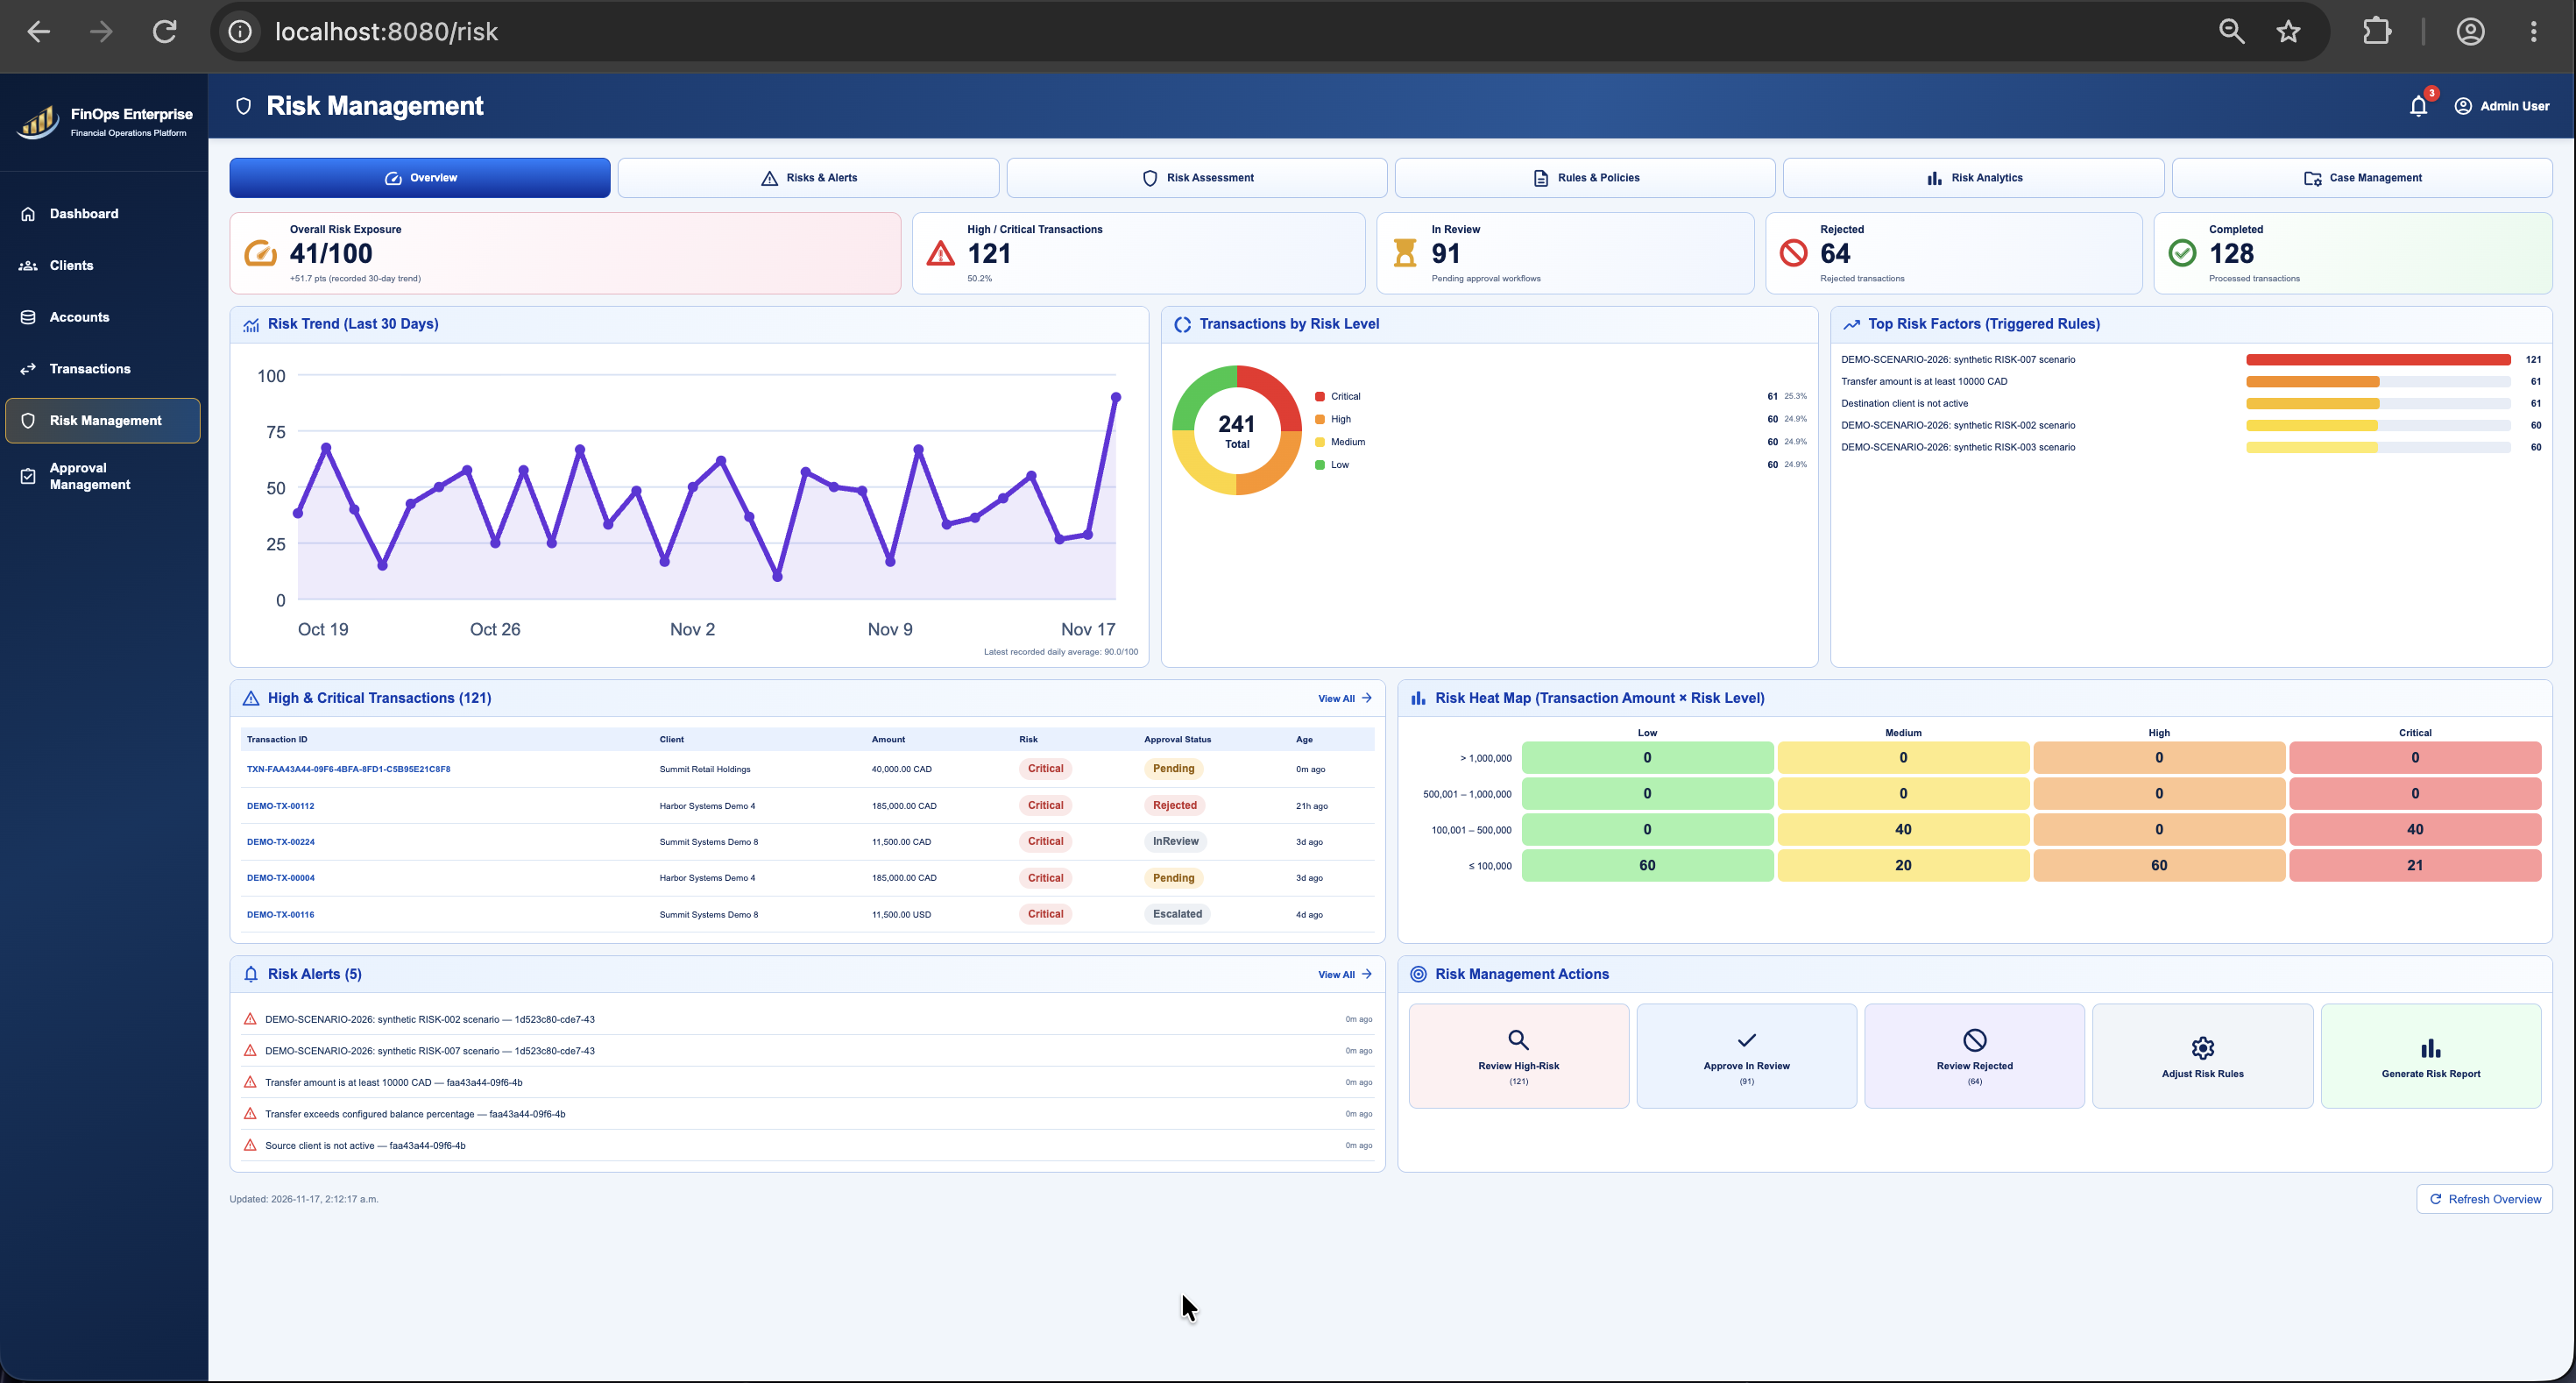 localhost:8080/risk
FinOps Enterprise
Financial Operations Platform
Dashboard
Clients
Accounts
Transactions
Risk Management
Approval
Management
Risk Management
3
Admin User
Overview
Risks & Alerts
Risk Assessment
Rules & Policies
Risk Analytics
Case Management
Overall Risk Exposure
41/100
+51.7 pts (recorded 30-day trend)
High / Critical Transactions
121
50.2%
In Review
91
Pending approval workflows
Rejected
64
Rejected transactions
Completed
128
Processed transactions
Risk Trend (Last 30 Days)
100
75
50
25
0
Oct 19 Oct 26 Nov 2 Nov 9 Nov 17
Latest recorded daily average: 90.0/100
Transactions by Risk Level
241
Total
Critical 61 25.3%
High 60 24.9%
Medium 60 24.9%
Low 60 24.9%
Top Risk Factors (Triggered Rules)
DEMO-SCENARIO-2026: synthetic RISK-007 scenario 121
Transfer amount is at least 10000 CAD 61
Destination client is not active 61
DEMO-SCENARIO-2026: synthetic RISK-002 scenario 60
DEMO-SCENARIO-2026: synthetic RISK-003 scenario 60
High & Critical Transactions (121)
View All
Transaction ID Client Amount Risk Approval Status Age
TXN-FAA43A44-09F6-4BFA-8FD1-C5B95E21C8F8 Summit Retail Holdings 40,000.00 CAD Critical Pending 0m ago
DEMO-TX-00112 Harbor Systems Demo 4 185,000.00 CAD Critical Rejected 21h ago
DEMO-TX-00224 Summit Systems Demo 8 11,500.00 CAD Critical InReview 3d ago
DEMO-TX-00004 Harbor Systems Demo 4 185,000.00 CAD Critical Pending 3d ago
DEMO-TX-00116 Summit Systems Demo 8 11,500.00 USD Critical Escalated 4d ago
Risk Heat Map (Transaction Amount × Risk Level)
Low Medium High Critical
> 1,000,000 0 0 0 0
500,001 – 1,000,000 0 0 0 0
100,001 – 500,000 0 40 0 40
≤ 100,000 60 20 60 21
Risk Alerts (5)
View All
DEMO-SCENARIO-2026: synthetic RISK-002 scenario — 1d523c80-cde7-43 0m ago
DEMO-SCENARIO-2026: synthetic RISK-007 scenario — 1d523c80-cde7-43 0m ago
Transfer amount is at least 10000 CAD — faa43a44-09f6-4b 0m ago
Transfer exceeds configured balance percentage — faa43a44-09f6-4b 0m ago
Source client is not active — faa43a44-09f6-4b 0m ago
Risk Management Actions
Review High-Risk
(121)
Approve In Review
(91)
Review Rejected
(64)
Adjust Risk Rules
Generate Risk Report
Updated: 2026-11-17, 2:12:17 a.m.
Refresh Overview